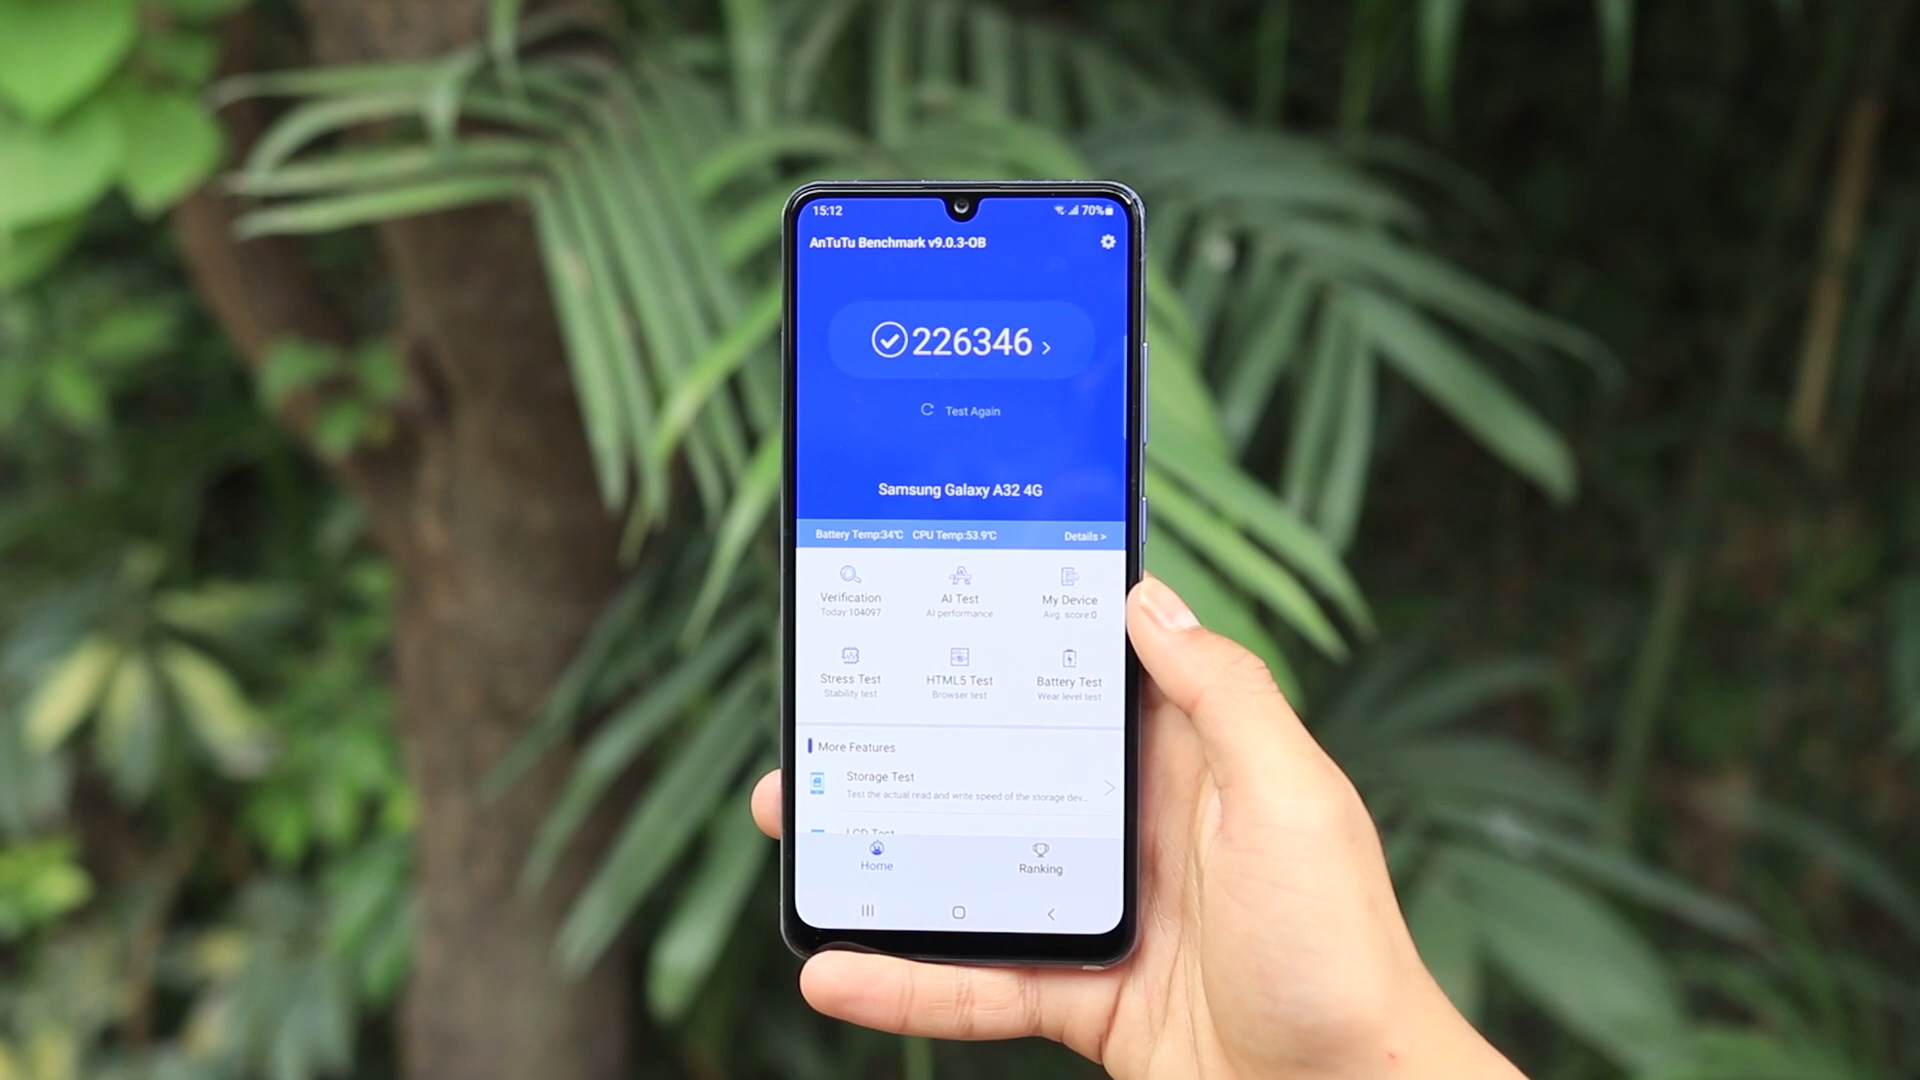 15:12 70%
AnTuTu Benchmark v9.0.3-OB
226346 >
Test Again
Samsung Galaxy A32 4G
Battery Temp:34℃ CPU Temp:53.9℃ Details >
Verification AI Test My Device
Today:104097 AI performance Avg. score:0
Stress Test HTML5 Test Battery Test
Stability test Browser test Wear level test
More Features
Storage Test
Test the actual read and write speed of the storage dev...
LCD Test
Home Ranking